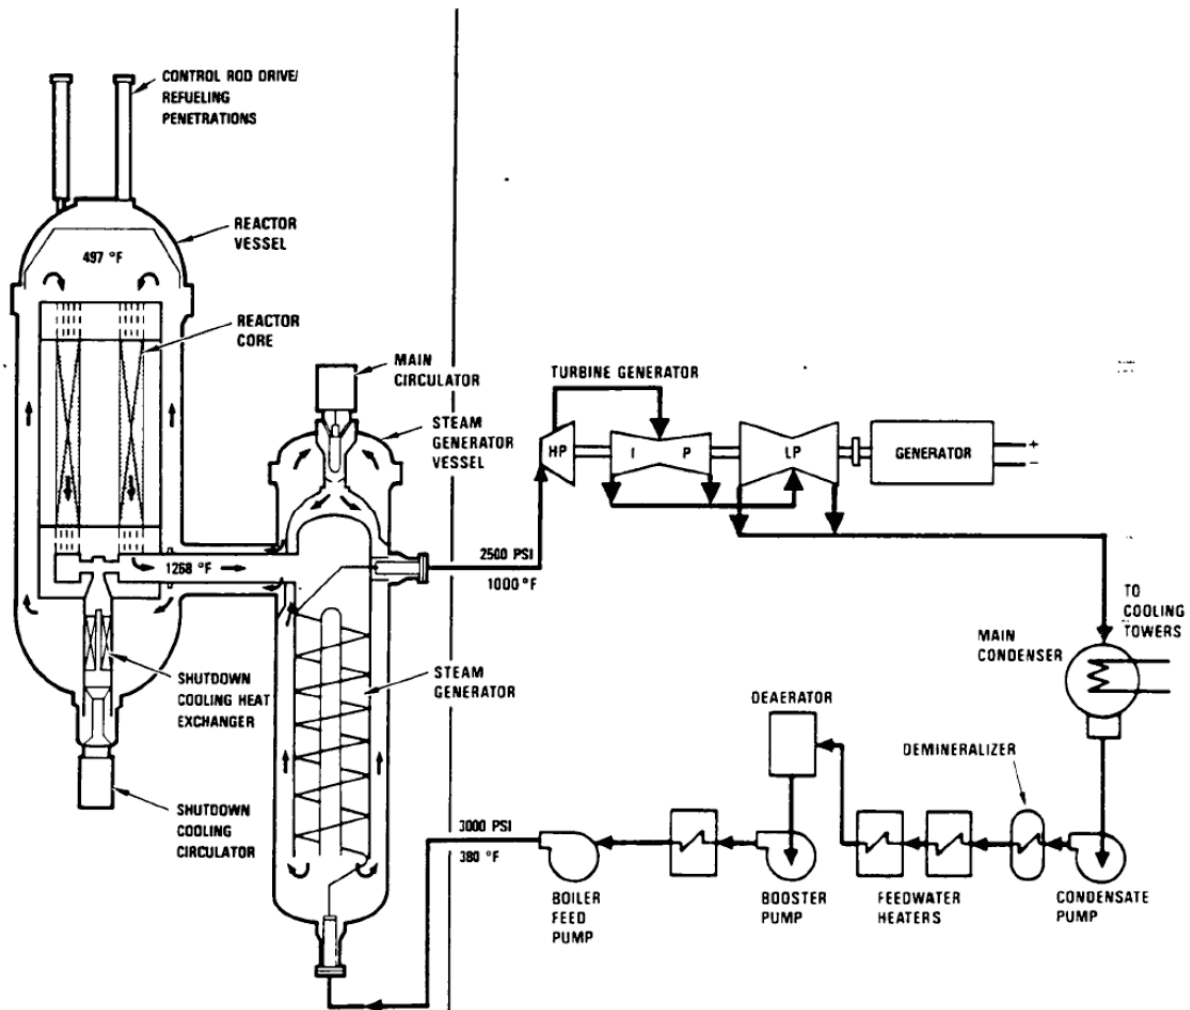 CONTROL ROD DRIVE/
REFUELING
PENETRATIONS
REACTOR
VESSEL
497 °F
REACTOR
CORE
MAIN
CIRCULATOR
STEAM
GENERATOR
VESSEL
TURBINE GENERATOR
HP
I P
LP
GENERATOR
+
−
1268 °F
2500 PSI
1000 °F
TO
COOLING
TOWERS
MAIN
CONDENSER
SHUTDOWN
COOLING HEAT
EXCHANGER
STEAM
GENERATOR
DEAERATOR
DEMINERALIZER
SHUTDOWN
COOLING
CIRCULATOR
3000 PSI
380 °F
BOILER
FEED
PUMP
BOOSTER
PUMP
FEEDWATER
HEATERS
CONDENSATE
PUMP